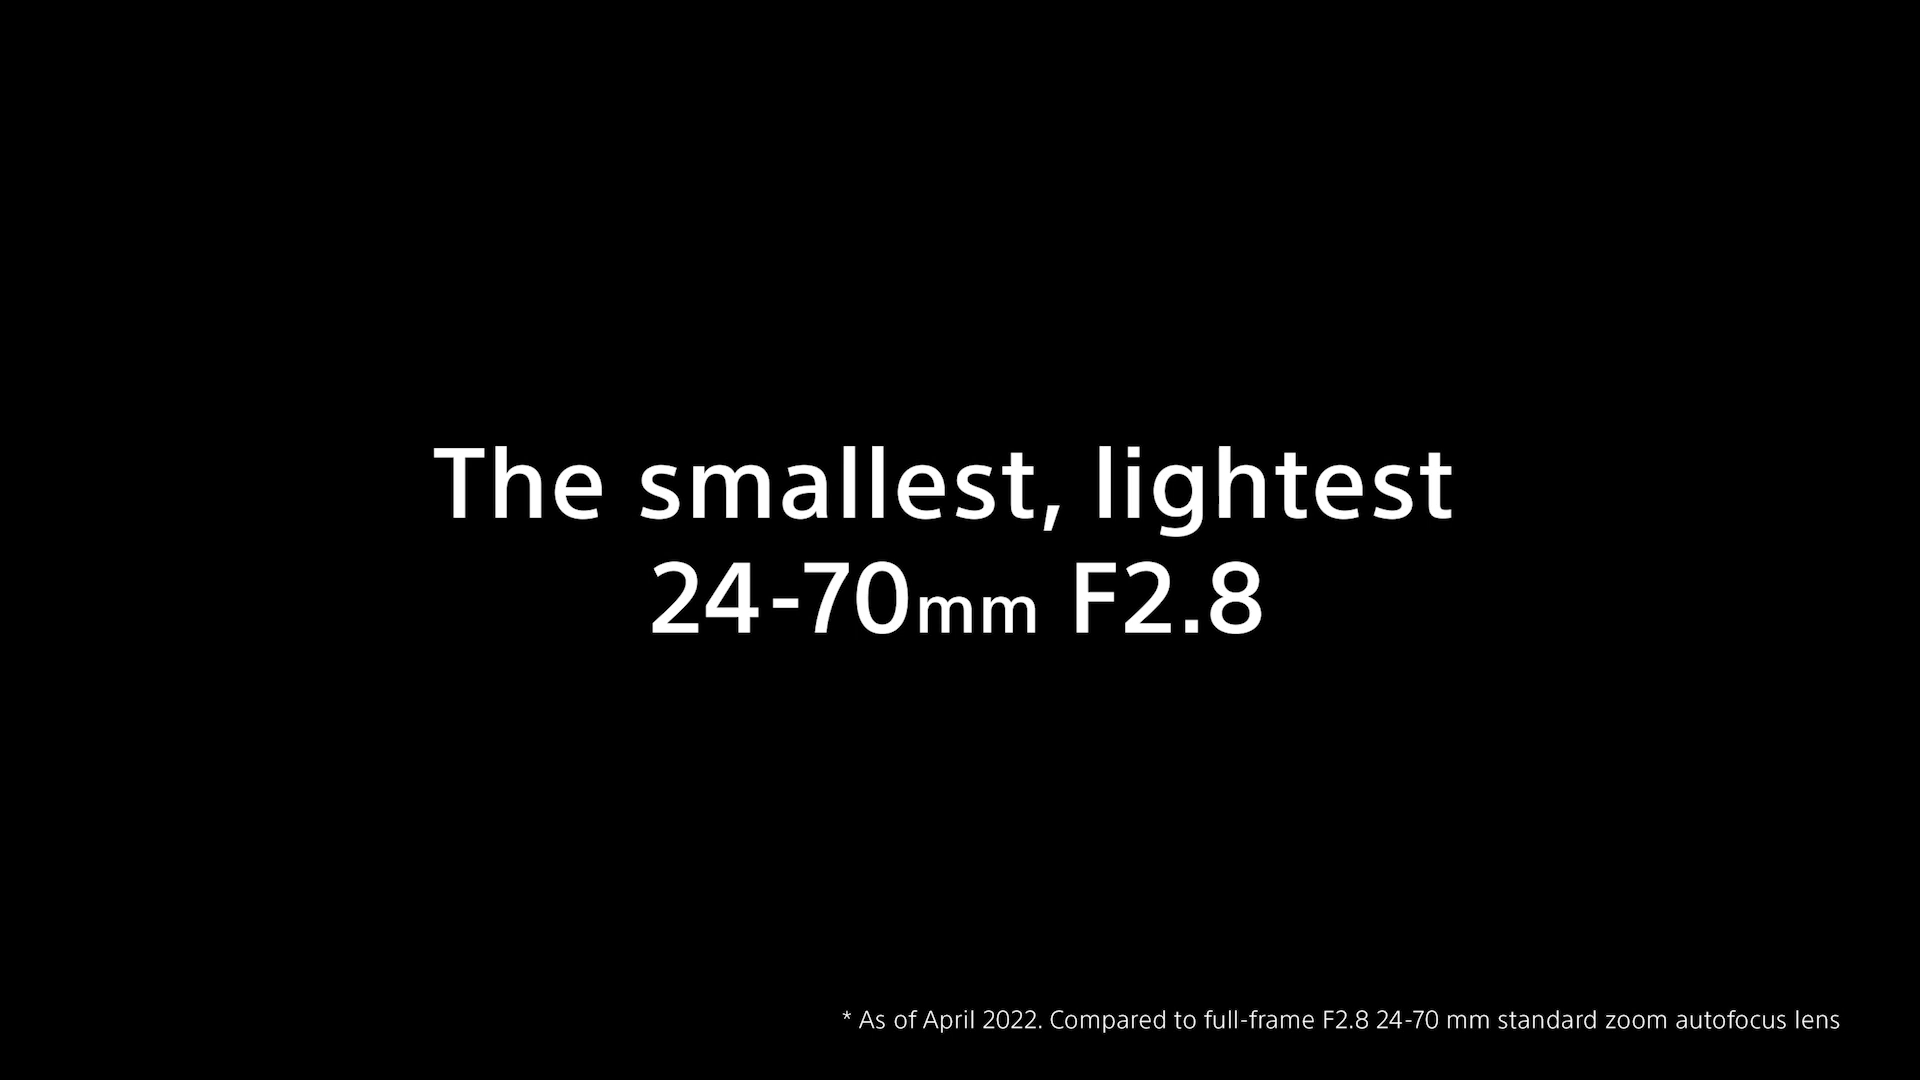 The smallest, lightest
24-70mm F2.8
* As of April 2022. Compared to full-frame F2.8 24-70 mm standard zoom autofocus lens